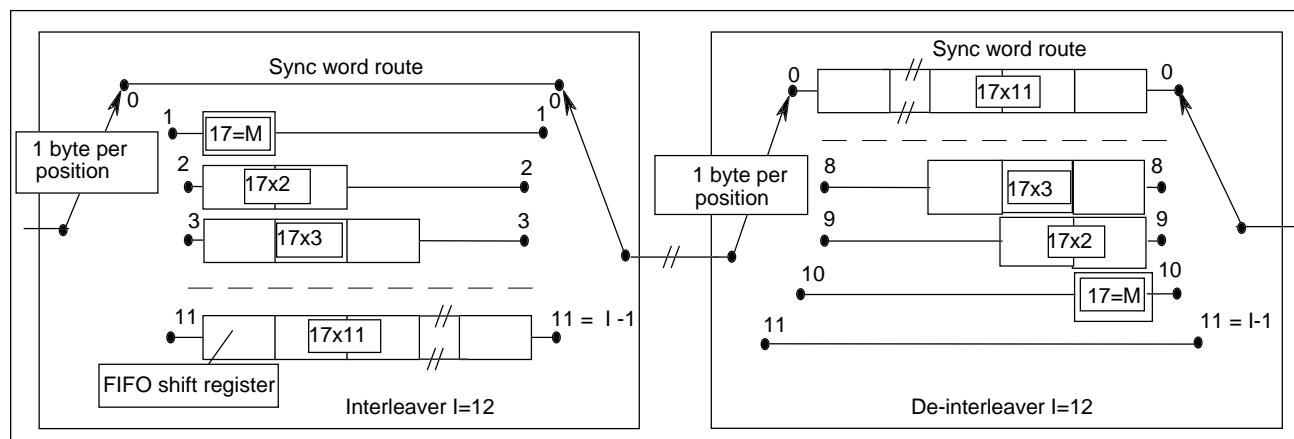 Sync word route
0
0
1
17=M
1
1 byte per
position
2
17x2
2
3
17x3
3
11
17x11
11 = I -1
FIFO shift register
Interleaver I=12
Sync word route
0
17x11
0
1 byte per
position
8
17x3
8
9
17x2
9
10
17=M
10
11
11 = I-1
De-interleaver I=12